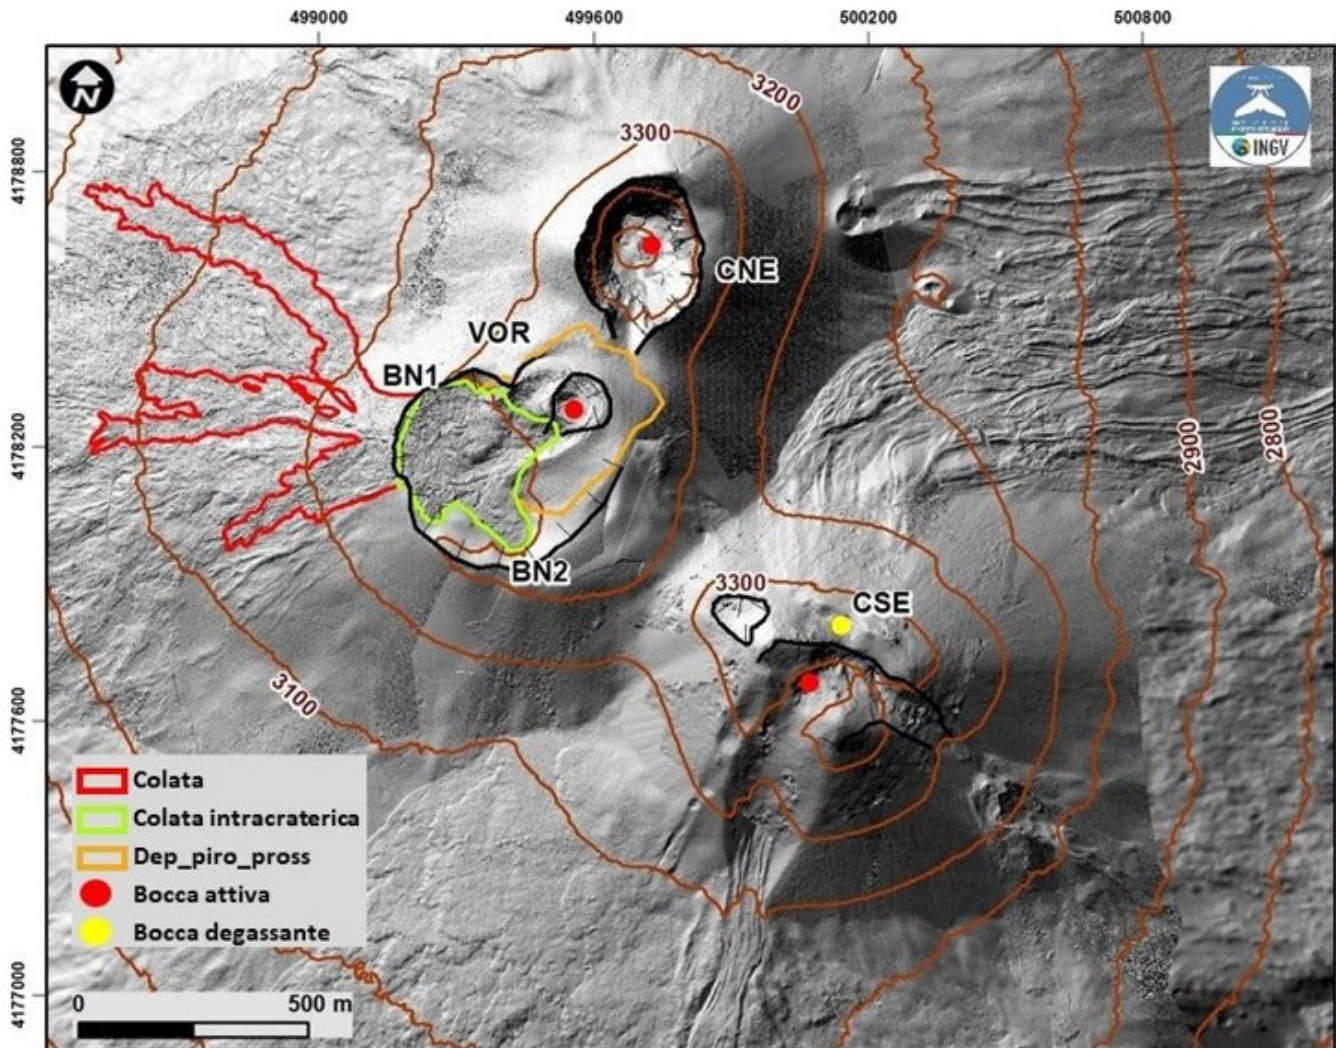 499000 499600 500200 500800
4178800
4178200
4177600
4177000
N
3200
3300
INGV
CNE
VOR
BN1
2900
2800
BN2
3300
CSE
3100
Colata
Colata intracraterica
Dep_piro_pross
Bocca attiva
Bocca degassante
0 500 m